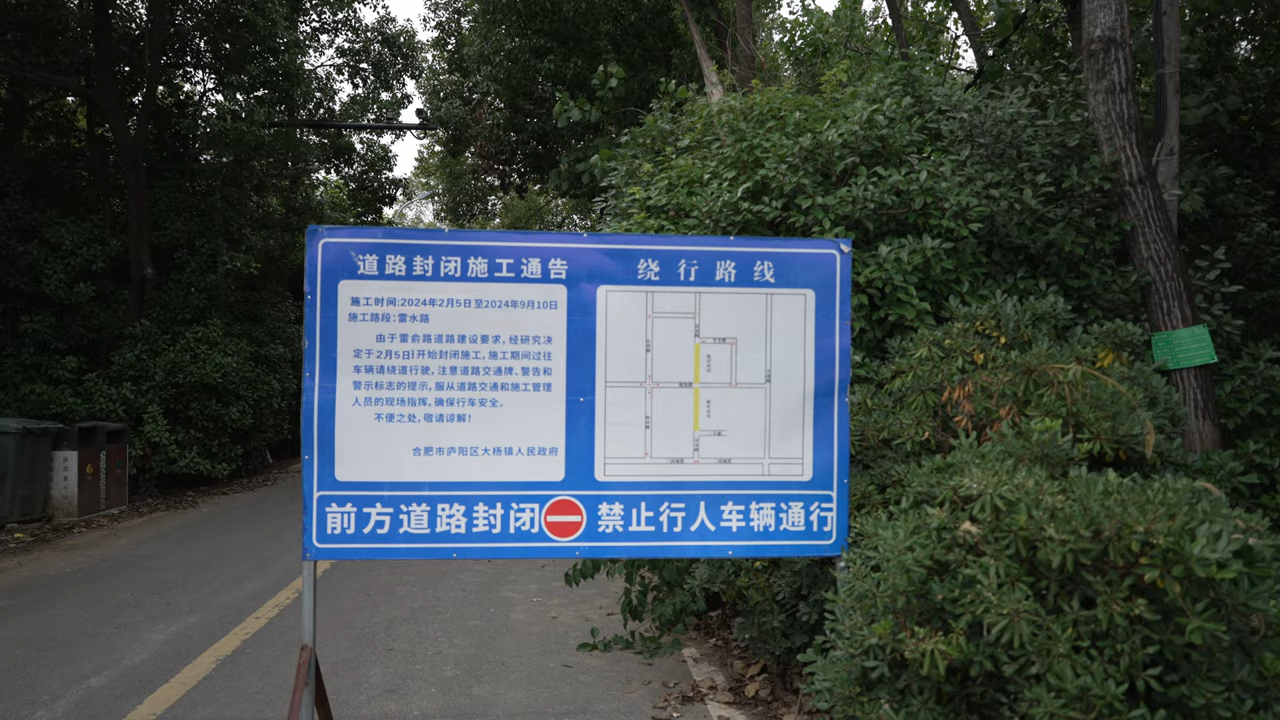 道路封闭施工通告
施工时间:2024年2月5日至2024年9月10日
施工路段:雷水路
由于雷俞路道路建设要求,经研究决
定于2月5日开始封闭施工,施工期间过往
车辆请绕道行驶,注意道路交通牌、警告和
警示标志的提示,服从道路交通和施工管理
人员的现场指挥,确保行车安全。
不便之处,敬请谅解!
合肥市庐阳区大杨镇人民政府
绕行路线
前方道路封闭
禁止行人车辆通行